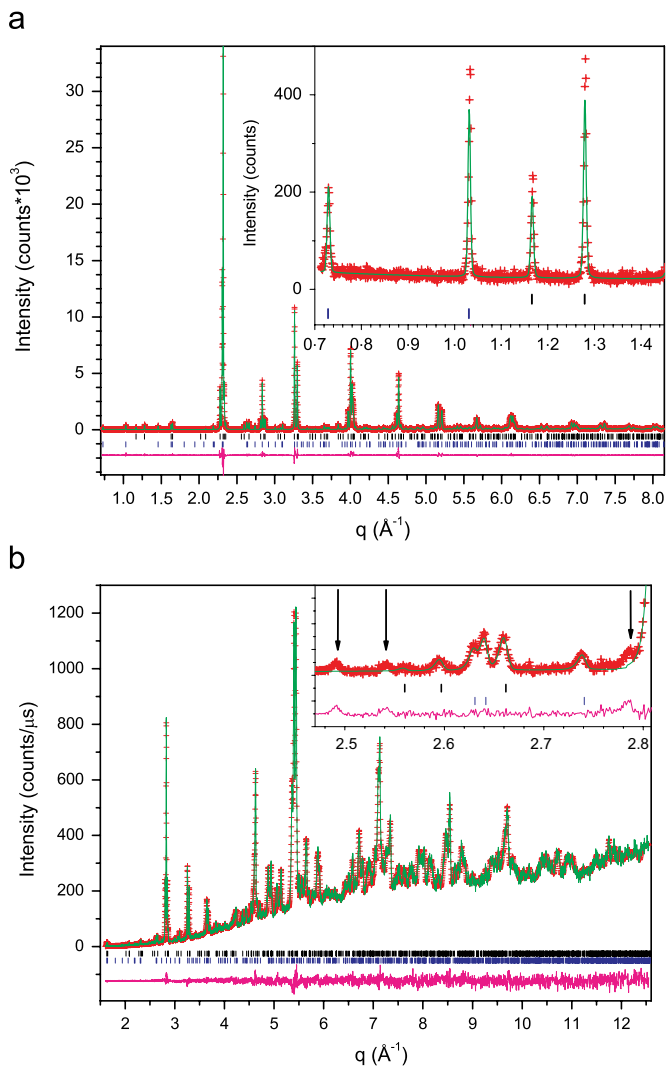 a
Intensity (counts*10³)
30
25
20
15
10
5
0
1.0 1.5 2.0 2.5 3.0 3.5 4.0 4.5 5.0 5.5 6.0 6.5 7.0 7.5 8.0
q (Å⁻¹)
Intensity (counts)
400
200
0
0·7 0·8 0·9 1·0 1·1 1·2 1·3 1·4
b
Intensity (counts/μs)
1200
1000
800
600
400
200
0
2 3 4 5 6 7 8 9 10 11 12
q (Å⁻¹)
2.5 2.6 2.7 2.8